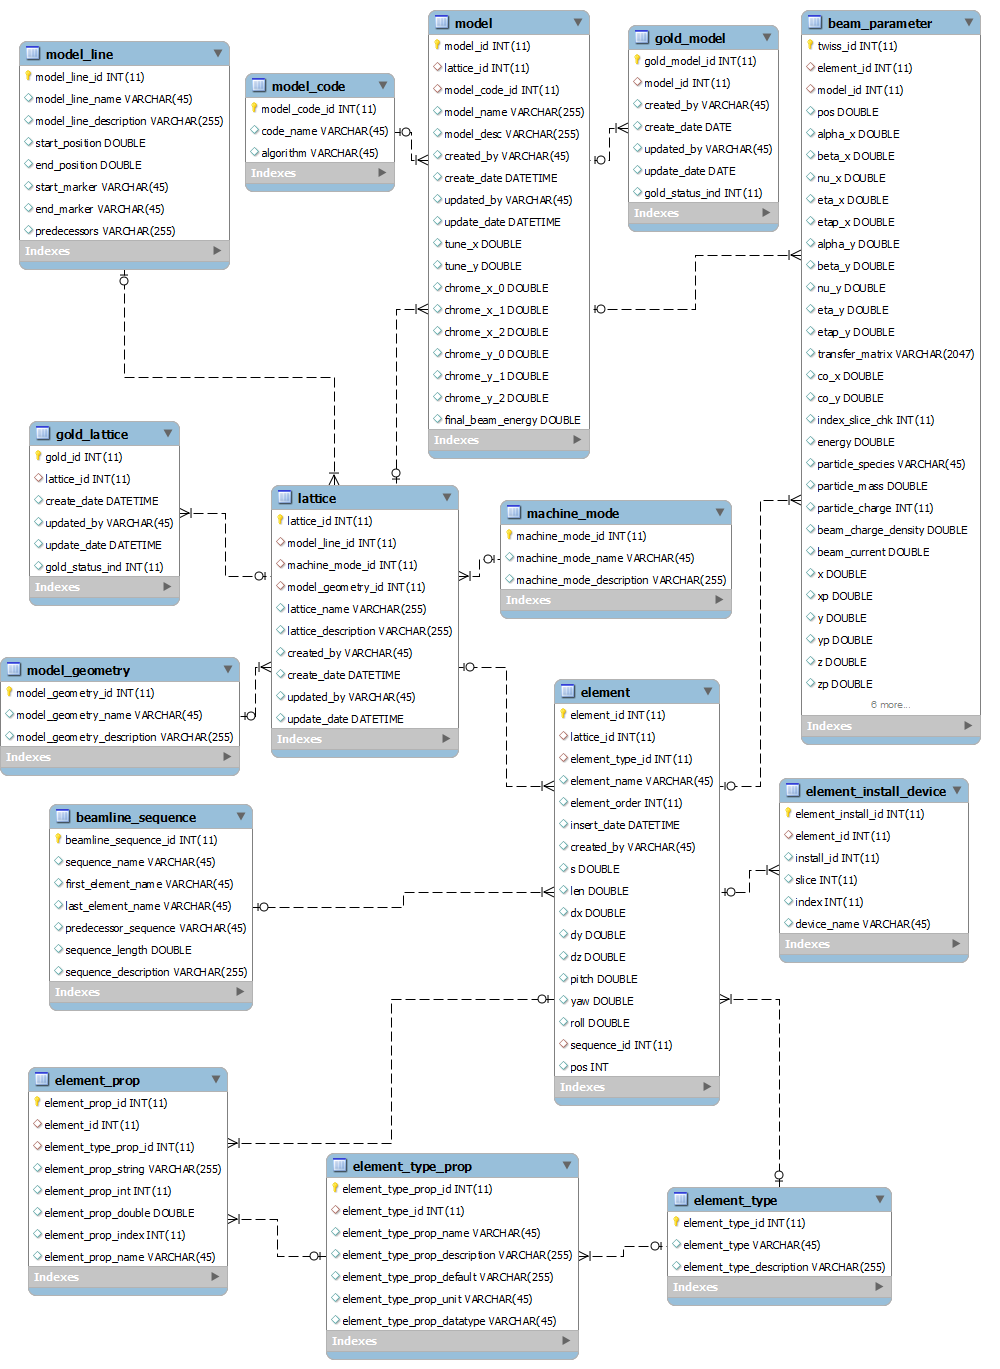 model_line
model_line_id INT(11)
model_line_name VARCHAR(45)
model_line_description VARCHAR(255)
start_position DOUBLE
end_position DOUBLE
start_marker VARCHAR(45)
end_marker VARCHAR(45)
predecessors VARCHAR(255)
Indexes
model_code
model_code_id INT(11)
code_name VARCHAR(45)
algorithm VARCHAR(45)
Indexes
model
model_id INT(11)
lattice_id INT(11)
model_code_id INT(11)
model_name VARCHAR(255)
model_desc VARCHAR(255)
created_by VARCHAR(45)
create_date DATETIME
updated_by VARCHAR(45)
update_date DATETIME
tune_x DOUBLE
tune_y DOUBLE
chrome_x_0 DOUBLE
chrome_x_1 DOUBLE
chrome_x_2 DOUBLE
chrome_y_0 DOUBLE
chrome_y_1 DOUBLE
chrome_y_2 DOUBLE
final_beam_energy DOUBLE
Indexes
gold_model
gold_model_id INT(11)
model_id INT(11)
created_by VARCHAR(45)
create_date DATE
updated_by VARCHAR(45)
update_date DATE
gold_status_ind INT(11)
Indexes
beam_parameter
twiss_id INT(11)
element_id INT(11)
model_id INT(11)
pos DOUBLE
alpha_x DOUBLE
beta_x DOUBLE
nu_x DOUBLE
eta_x DOUBLE
etap_x DOUBLE
alpha_y DOUBLE
beta_y DOUBLE
nu_y DOUBLE
eta_y DOUBLE
etap_y DOUBLE
transfer_matrix VARCHAR(2047)
co_x DOUBLE
co_y DOUBLE
index_slice_chk INT(11)
energy DOUBLE
particle_species VARCHAR(45)
particle_mass DOUBLE
particle_charge INT(11)
beam_charge_density DOUBLE
beam_current DOUBLE
x DOUBLE
xp DOUBLE
y DOUBLE
yp DOUBLE
z DOUBLE
zp DOUBLE
6 more...
Indexes
gold_lattice
gold_id INT(11)
lattice_id INT(11)
create_date DATETIME
updated_by VARCHAR(45)
update_date DATETIME
gold_status_ind INT(11)
Indexes
lattice
lattice_id INT(11)
model_line_id INT(11)
machine_mode_id INT(11)
model_geometry_id INT(11)
lattice_name VARCHAR(255)
lattice_description VARCHAR(255)
created_by VARCHAR(45)
create_date DATETIME
updated_by VARCHAR(45)
update_date DATETIME
Indexes
machine_mode
machine_mode_id INT(11)
machine_mode_name VARCHAR(45)
machine_mode_description VARCHAR(255)
Indexes
model_geometry
model_geometry_id INT(11)
model_geometry_name VARCHAR(45)
model_geometry_description VARCHAR(255)
Indexes
element
element_id INT(11)
lattice_id INT(11)
element_type_id INT(11)
element_name VARCHAR(45)
element_order INT(11)
insert_date DATETIME
created_by VARCHAR(45)
s DOUBLE
len DOUBLE
dx DOUBLE
dy DOUBLE
dz DOUBLE
pitch DOUBLE
yaw DOUBLE
roll DOUBLE
sequence_id INT(11)
pos INT
Indexes
element_install_device
element_install_id INT(11)
element_id INT(11)
install_id INT(11)
slice INT(11)
index INT(11)
device_name VARCHAR(45)
Indexes
beamline_sequence
beamline_sequence_id INT(11)
sequence_name VARCHAR(45)
first_element_name VARCHAR(45)
last_element_name VARCHAR(45)
predecessor_sequence VARCHAR(45)
sequence_length DOUBLE
sequence_description VARCHAR(255)
Indexes
element_prop
element_prop_id INT(11)
element_id INT(11)
element_type_prop_id INT(11)
element_prop_string VARCHAR(255)
element_prop_int INT(11)
element_prop_double DOUBLE
element_prop_index INT(11)
element_prop_name VARCHAR(45)
Indexes
element_type_prop
element_type_prop_id INT(11)
element_type_id INT(11)
element_type_prop_name VARCHAR(45)
element_type_prop_description VARCHAR(255)
element_type_prop_default VARCHAR(255)
element_type_prop_unit VARCHAR(45)
element_type_prop_datatype VARCHAR(45)
Indexes
element_type
element_type_id INT(11)
element_type VARCHAR(45)
element_type_description VARCHAR(255)
Indexes